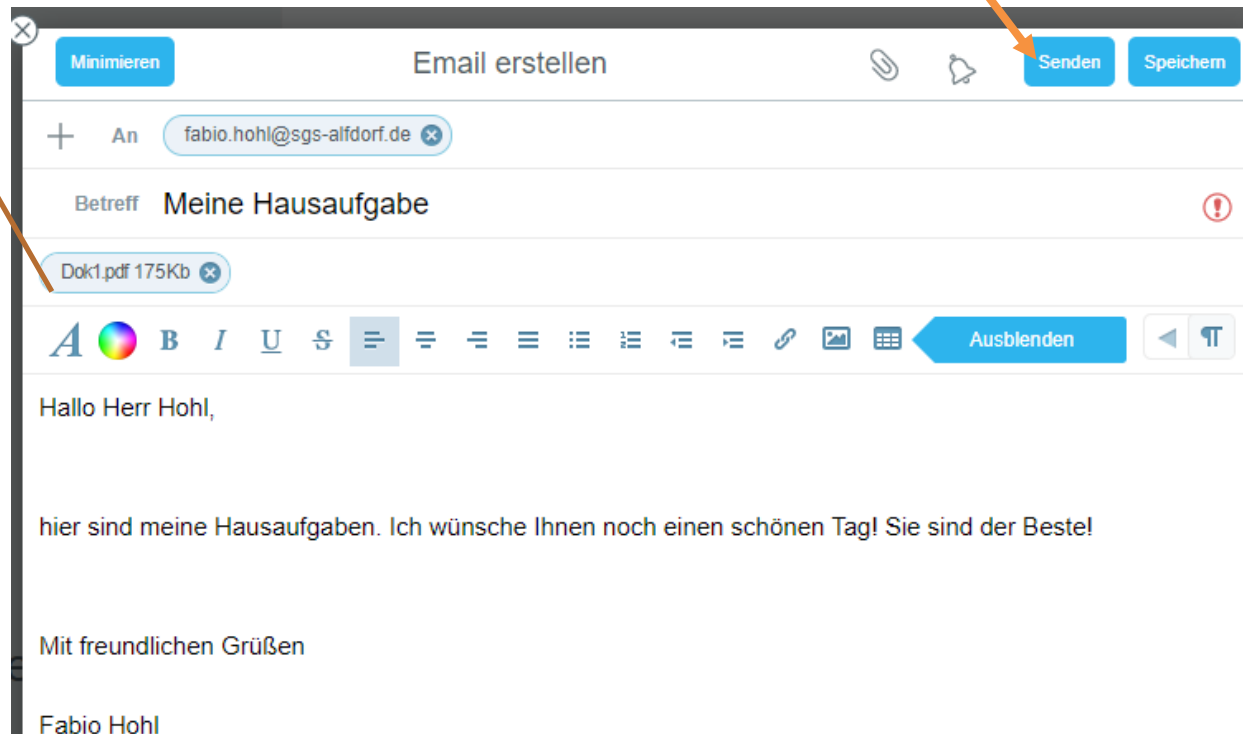 Minimieren Email erstellen Senden Speichern
An fabio.hohl@sgs-alfdorf.de
Betreff Meine Hausaufgabe
Dok1.pdf 175Kb
A B I U S Ausblenden ¶
Hallo Herr Hohl,
hier sind meine Hausaufgaben. Ich wünsche Ihnen noch einen schönen Tag! Sie sind der Beste!
Mit freundlichen Grüßen
Fabio Hohl